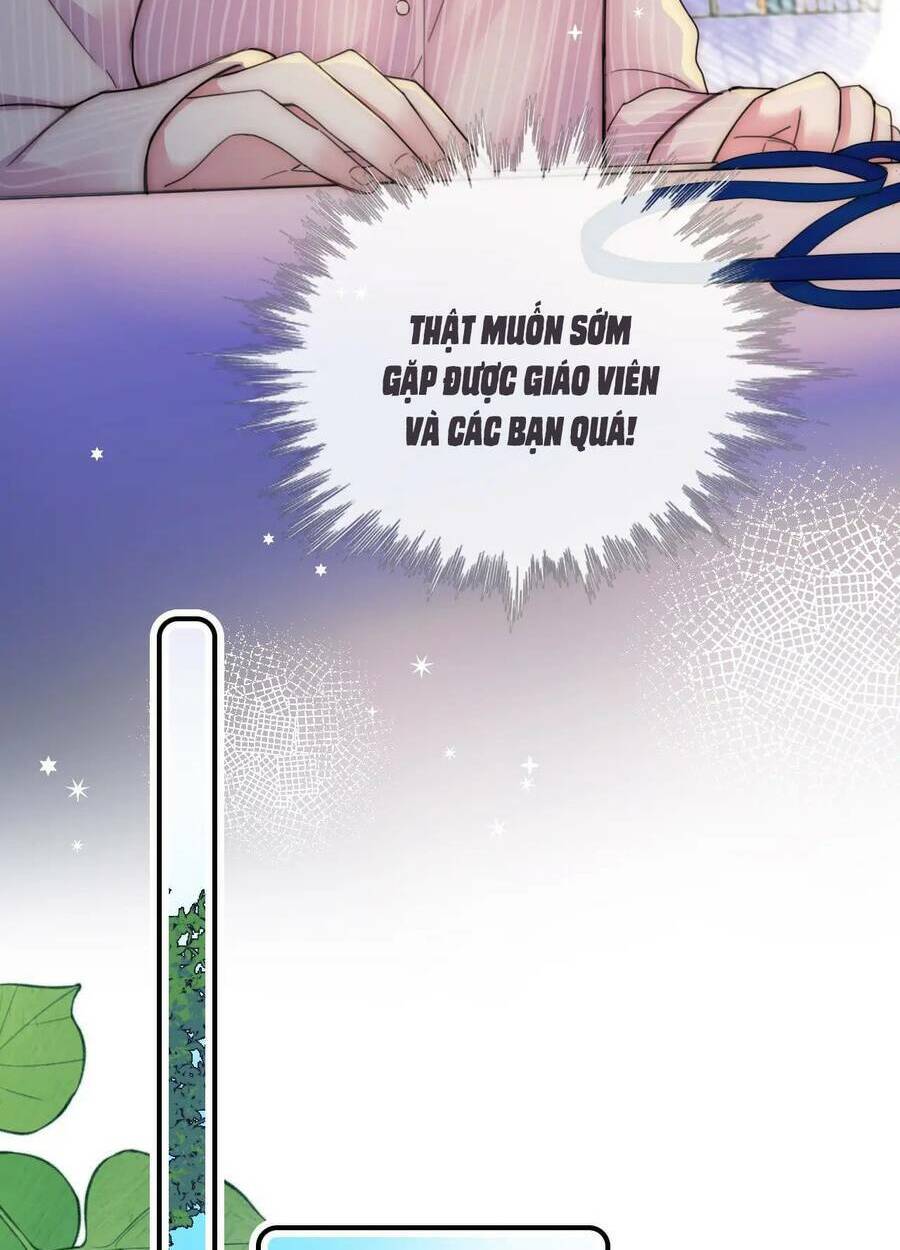 THẬT MUỐN SỚM
GẶP ĐƯỢC GIÁO VIÊN
VÀ CÁC BẠN QUÁ!